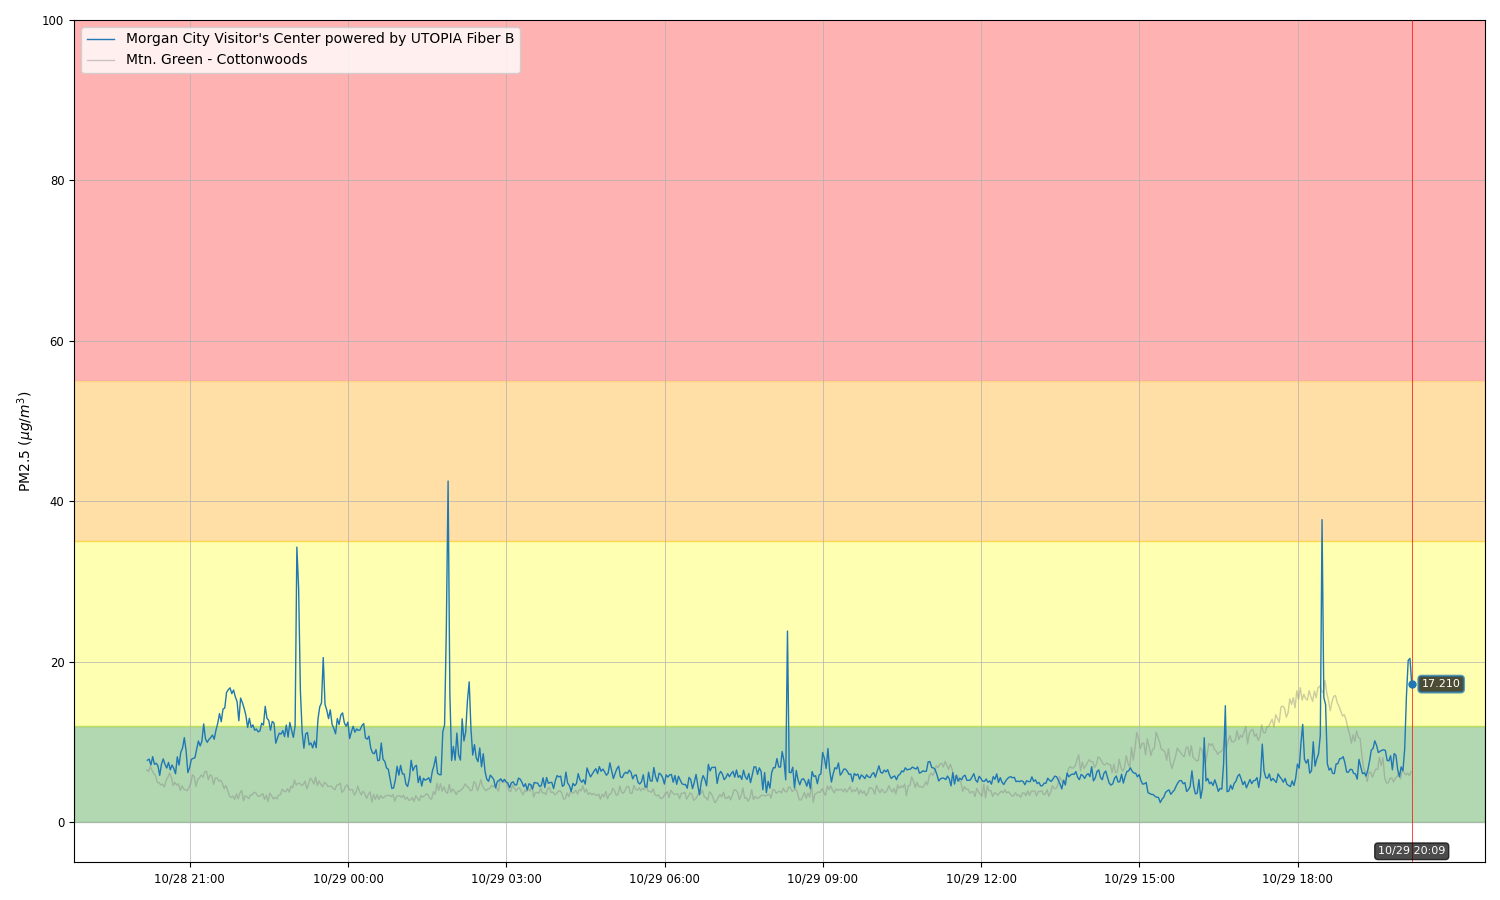 100
Morgan City Visitor's Center powered by UTOPIA Fiber B
Mtn. Green - Cottonwoods
80
60
PM2.5 (μg/m³)
40
20
17.210
0
10/29 20:09
10/28 21:00 10/29 00:00 10/29 03:00 10/29 06:00 10/29 09:00 10/29 12:00 10/29 15:00 10/29 18:00